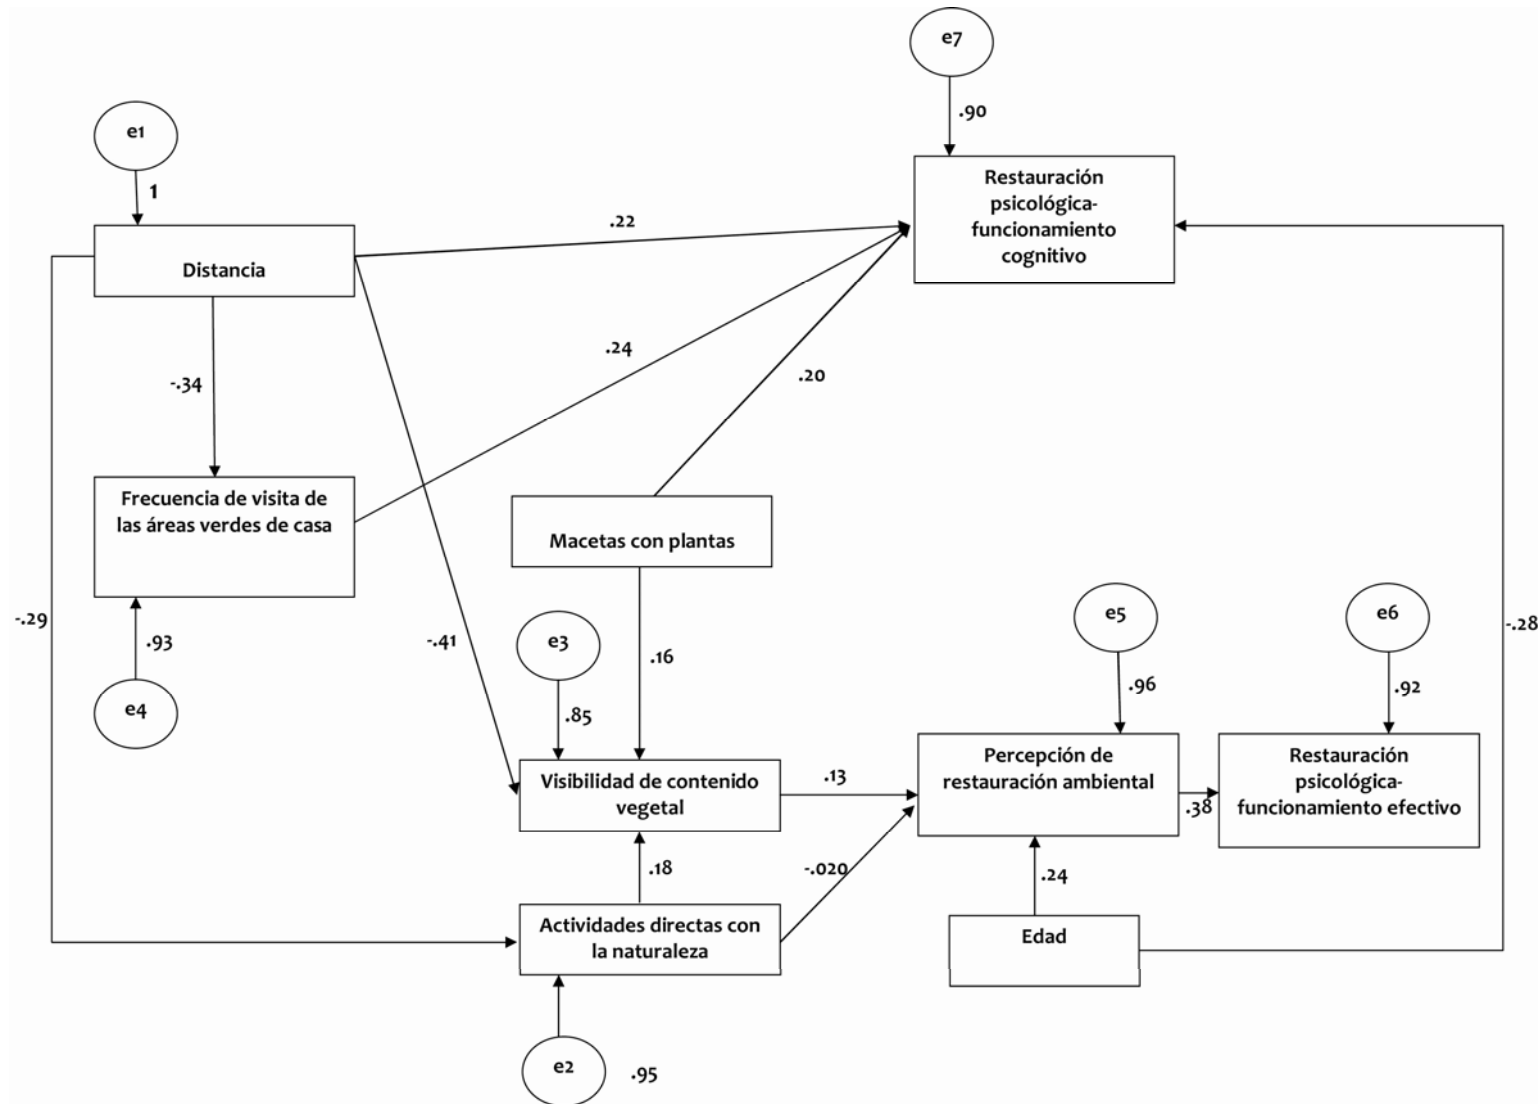 e7
.90
e1
1
Restauración
psicológica-
funcionamiento
cognitivo
Distancia
.22
-.34
.24
.20
Frecuencia de visita de
las áreas verdes de casa
Macetas con plantas
-.29
.93
e4
-.41
e3
.85
.16
e5
.96
e6
.92
-.28
Visibilidad de contenido
vegetal
.13
Percepción de
restauración ambiental
.38
Restauración
psicológica-
funcionamiento efectivo
.18
-.020
.24
Actividades directas con
la naturaleza
Edad
e2
.95